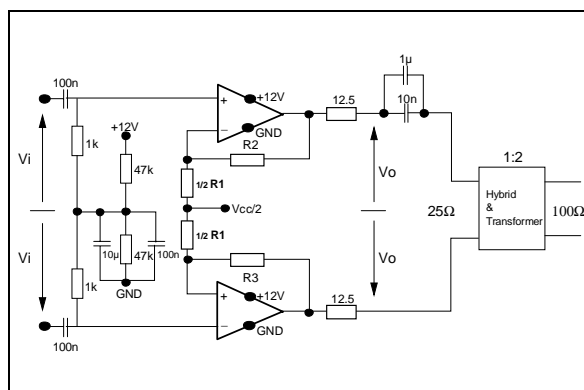 1µ
100n
+12V
+
−
GND
12.5
10n
+12V
R2
1k
47k
Vi
1/2 R1
Vcc/2
Vo
1:2
Hybrid
&
Transformer
25Ω
100Ω
1/2 R1
Vi
10µ
47k
100n
Vo
GND
R3
1k
+
−
+12V
GND
12.5
100n